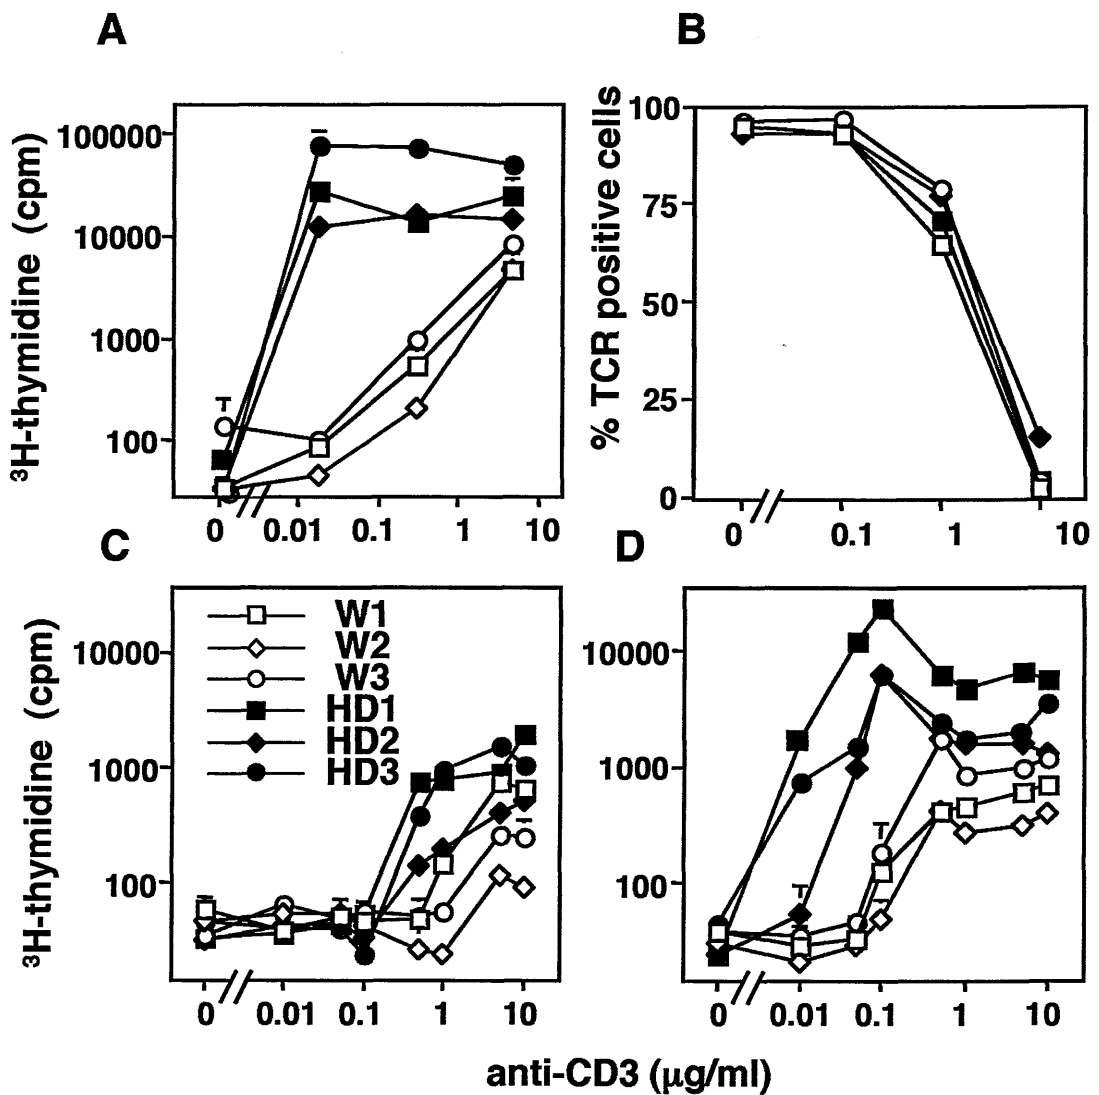 A
B
³H-thymidine (cpm)
100000
10000
1000
100
0
0.01
0.1
1
10
% TCR positive cells
100
75
50
25
0
0
0.1
1
10
C
D
³H-thymidine (cpm)
10000
1000
100
W1
W2
W3
HD1
HD2
HD3
0
0.01
0.1
1
10
10000
1000
100
0
0.01
0.1
1
10
anti-CD3 (µg/ml)